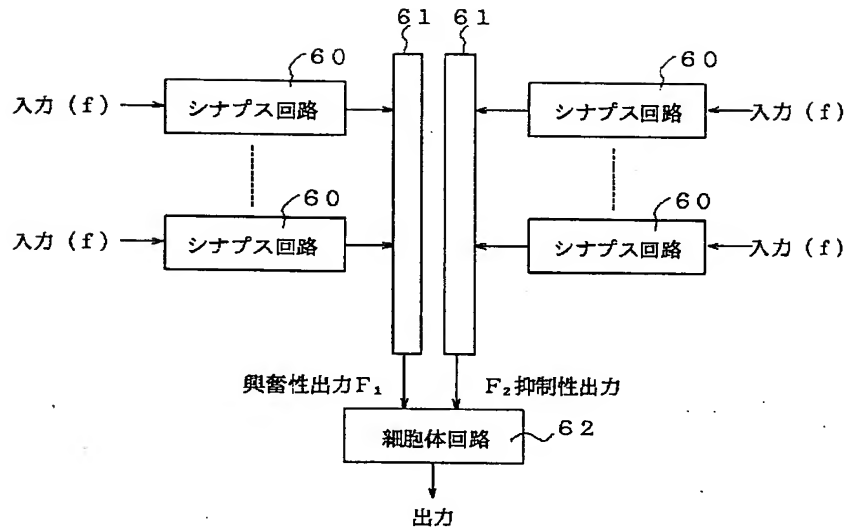 61 61
60 60
入力(f) シナプス回路 シナプス回路 入力(f)
60 60
入力(f) シナプス回路 シナプス回路 入力(f)
興奮性出力F₁ F₂抑制性出力
細胞体回路 62
出力